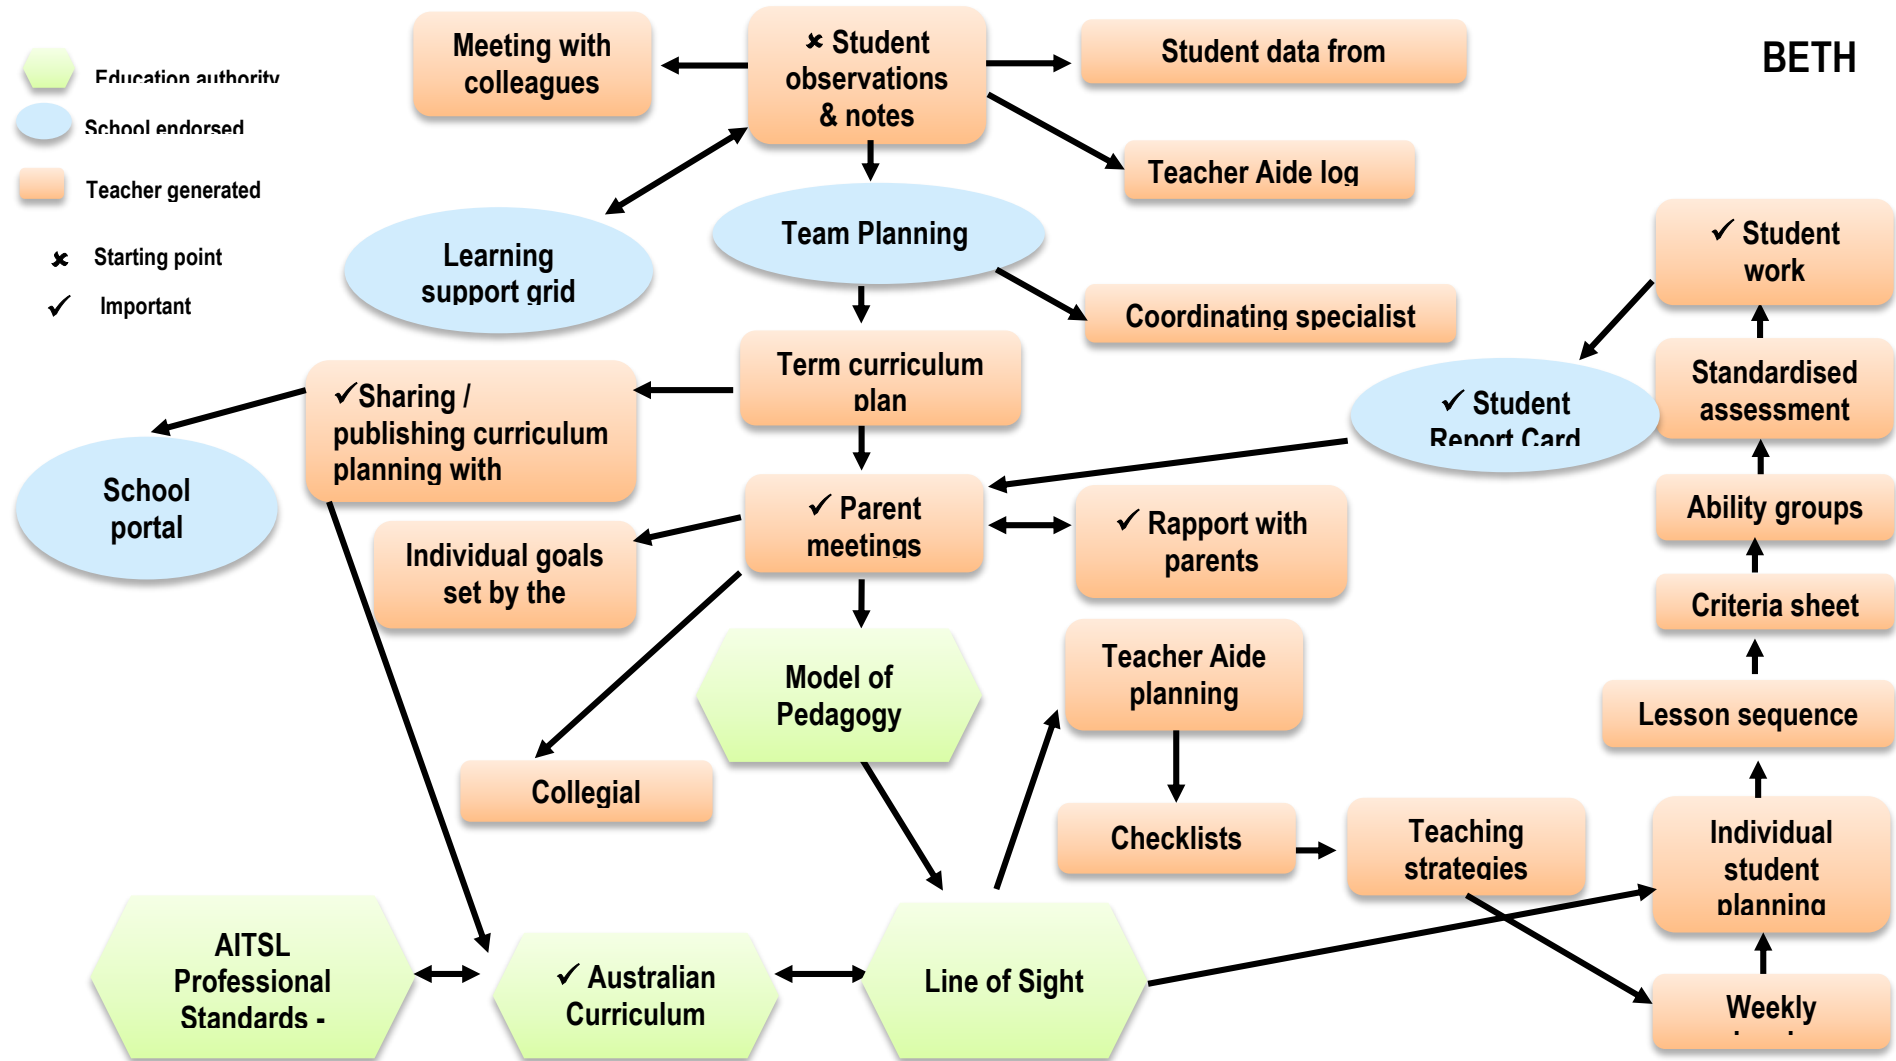 BETH
Education authority
School endorsed
Teacher generated
✖ Starting point
✓ Important
Meeting with
colleagues
✖ Student
observations
& notes
Student data from
Teacher Aide log
Learning
support grid
Team Planning
Coordinating specialist
✓ Student
work
Standardised
assessment
✓ Student
Report Card
Term curriculum
plan
✓Sharing /
publishing curriculum
planning with
School
portal
Ability groups
✓ Parent
meetings
✓ Rapport with
parents
Individual goals
set by the
Criteria sheet
Model of
Pedagogy
Teacher Aide
planning
Lesson sequence
Collegial
Checklists
Teaching
strategies
Individual
student
planning
AITSL
Professional
Standards -
✓ Australian
Curriculum
Line of Sight
Weekly